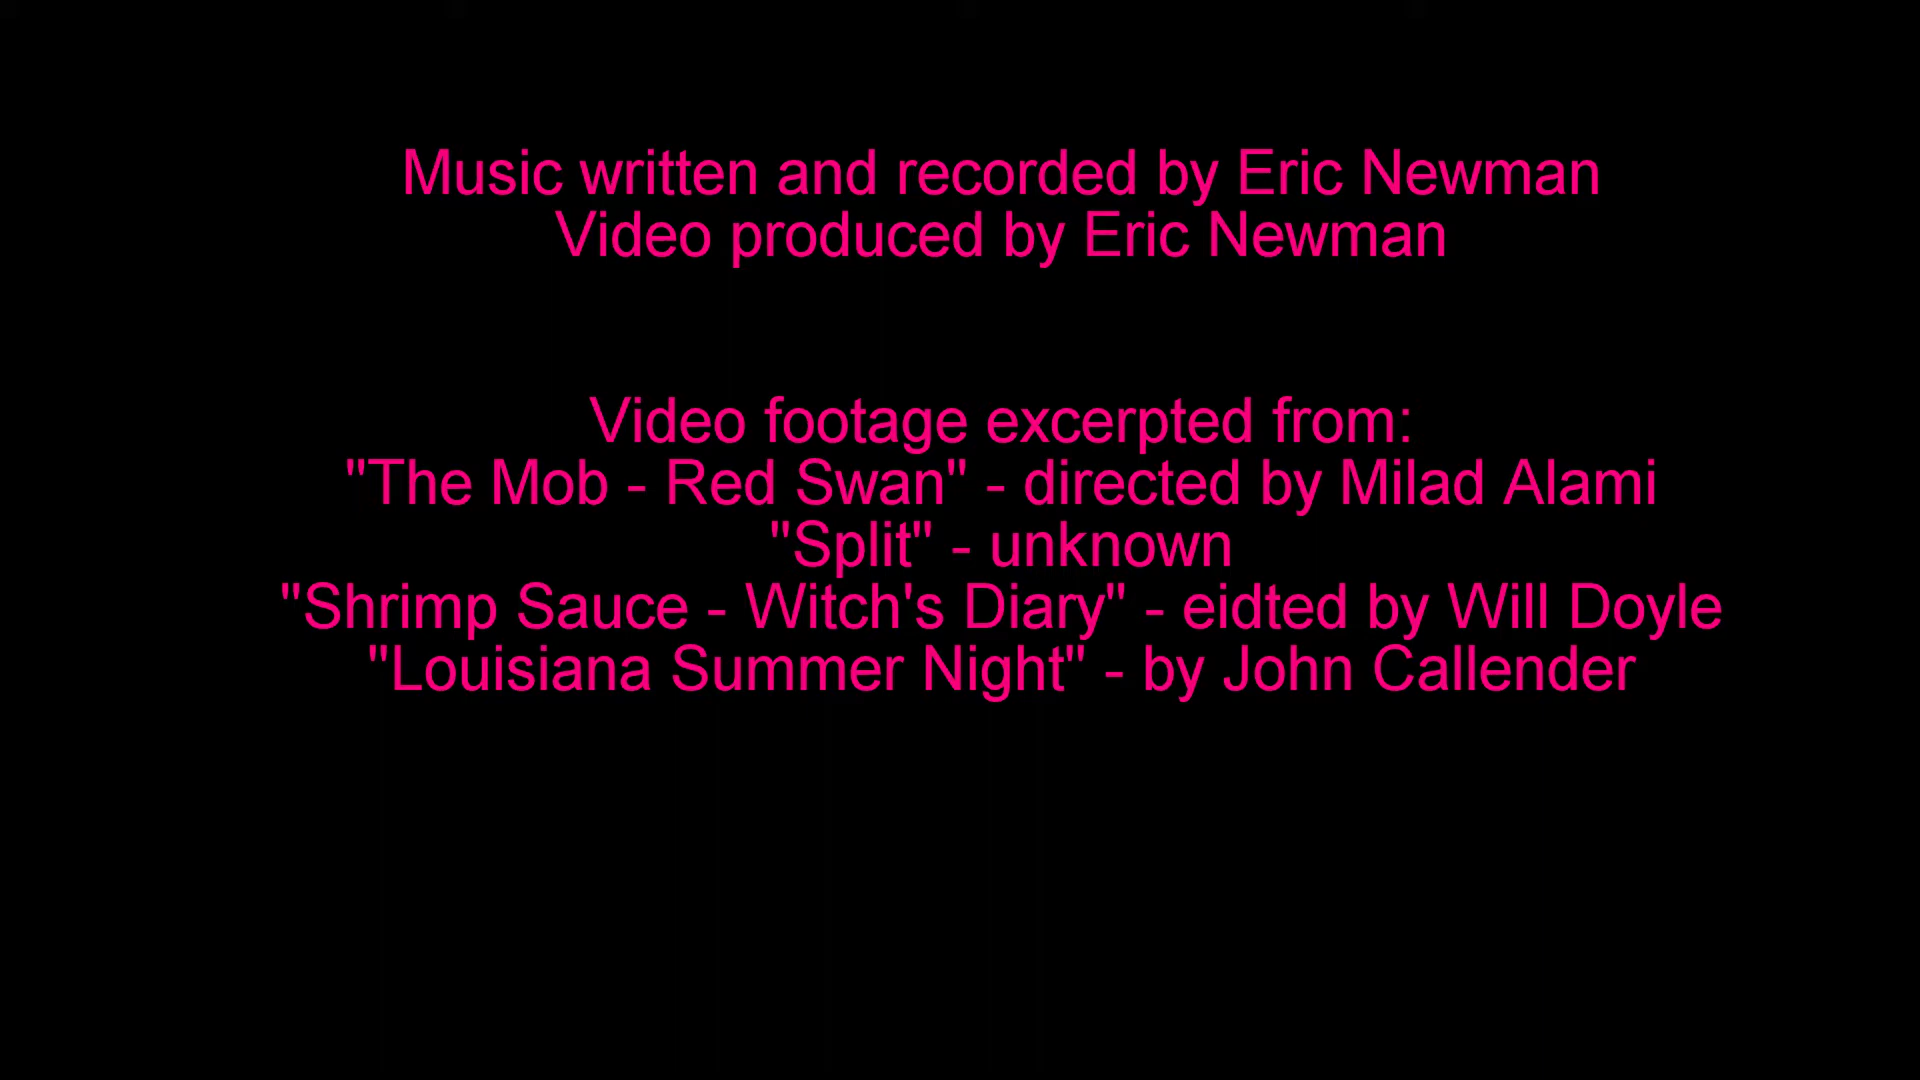 Music written and recorded by Eric Newman
Video produced by Eric Newman
Video footage excerpted from:
"The Mob - Red Swan" - directed by Milad Alami
"Split" - unknown
"Shrimp Sauce - Witch's Diary" - eidted by Will Doyle
"Louisiana Summer Night" - by John Callender